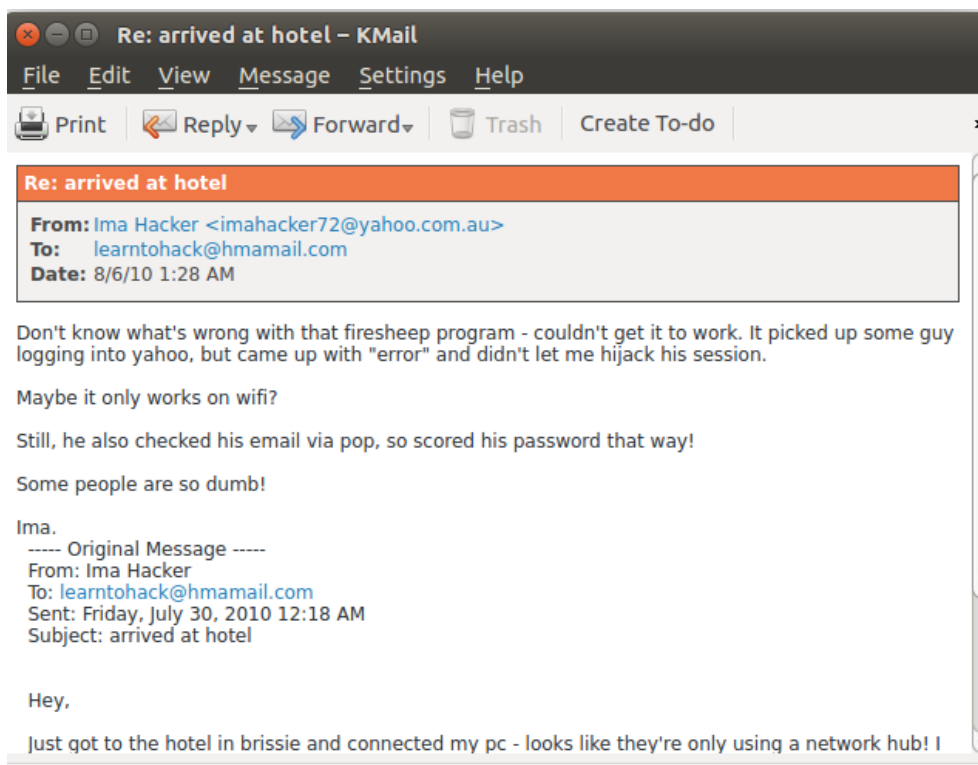 Re: arrived at hotel – KMail
File Edit View Message Settings Help
Print Reply Forward Trash Create To-do
Re: arrived at hotel
From: Ima Hacker <imahacker72@yahoo.com.au>
To: learntohack@hmamail.com
Date: 8/6/10 1:28 AM
Don't know what's wrong with that firesheep program - couldn't get it to work. It picked up some guy
logging into yahoo, but came up with "error" and didn't let me hijack his session.
Maybe it only works on wifi?
Still, he also checked his email via pop, so scored his password that way!
Some people are so dumb!
Ima.
----- Original Message -----
From: Ima Hacker
To: learntohack@hmamail.com
Sent: Friday, July 30, 2010 12:18 AM
Subject: arrived at hotel
Hey,
Just got to the hotel in brissie and connected my pc - looks like they're only using a network hub! I